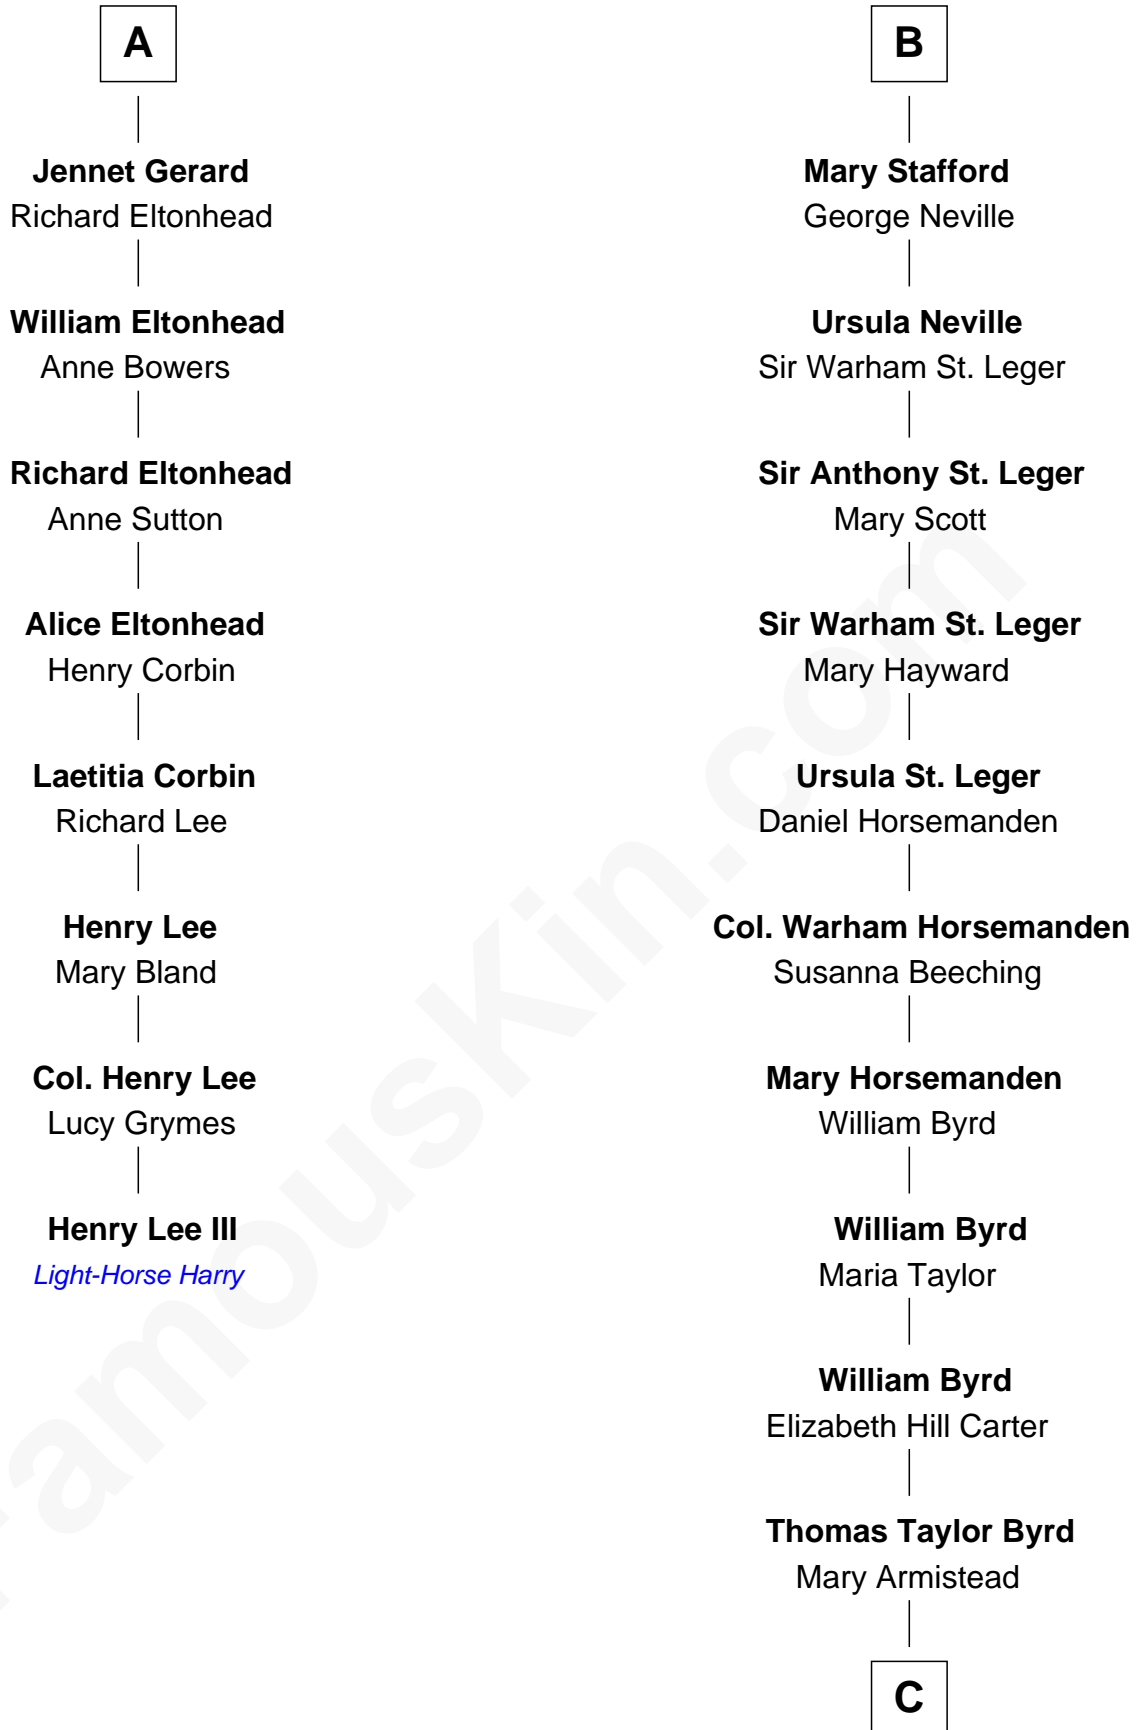 A
Jennet Gerard
Richard Eltonhead
William Eltonhead
Anne Bowers
Richard Eltonhead
Anne Sutton
Alice Eltonhead
Henry Corbin
Laetitia Corbin
Richard Lee
Henry Lee
Mary Bland
Col. Henry Lee
Lucy Grymes
Henry Lee III
Light-Horse Harry
B
Mary Stafford
George Neville
Ursula Neville
Sir Warham St. Leger
Sir Anthony St. Leger
Mary Scott
Sir Warham St. Leger
Mary Hayward
Ursula St. Leger
Daniel Horsemanden
Col. Warham Horsemanden
Susanna Beeching
Mary Horsemanden
William Byrd
William Byrd
Maria Taylor
William Byrd
Elizabeth Hill Carter
Thomas Taylor Byrd
Mary Armistead
C
FamousKin.com